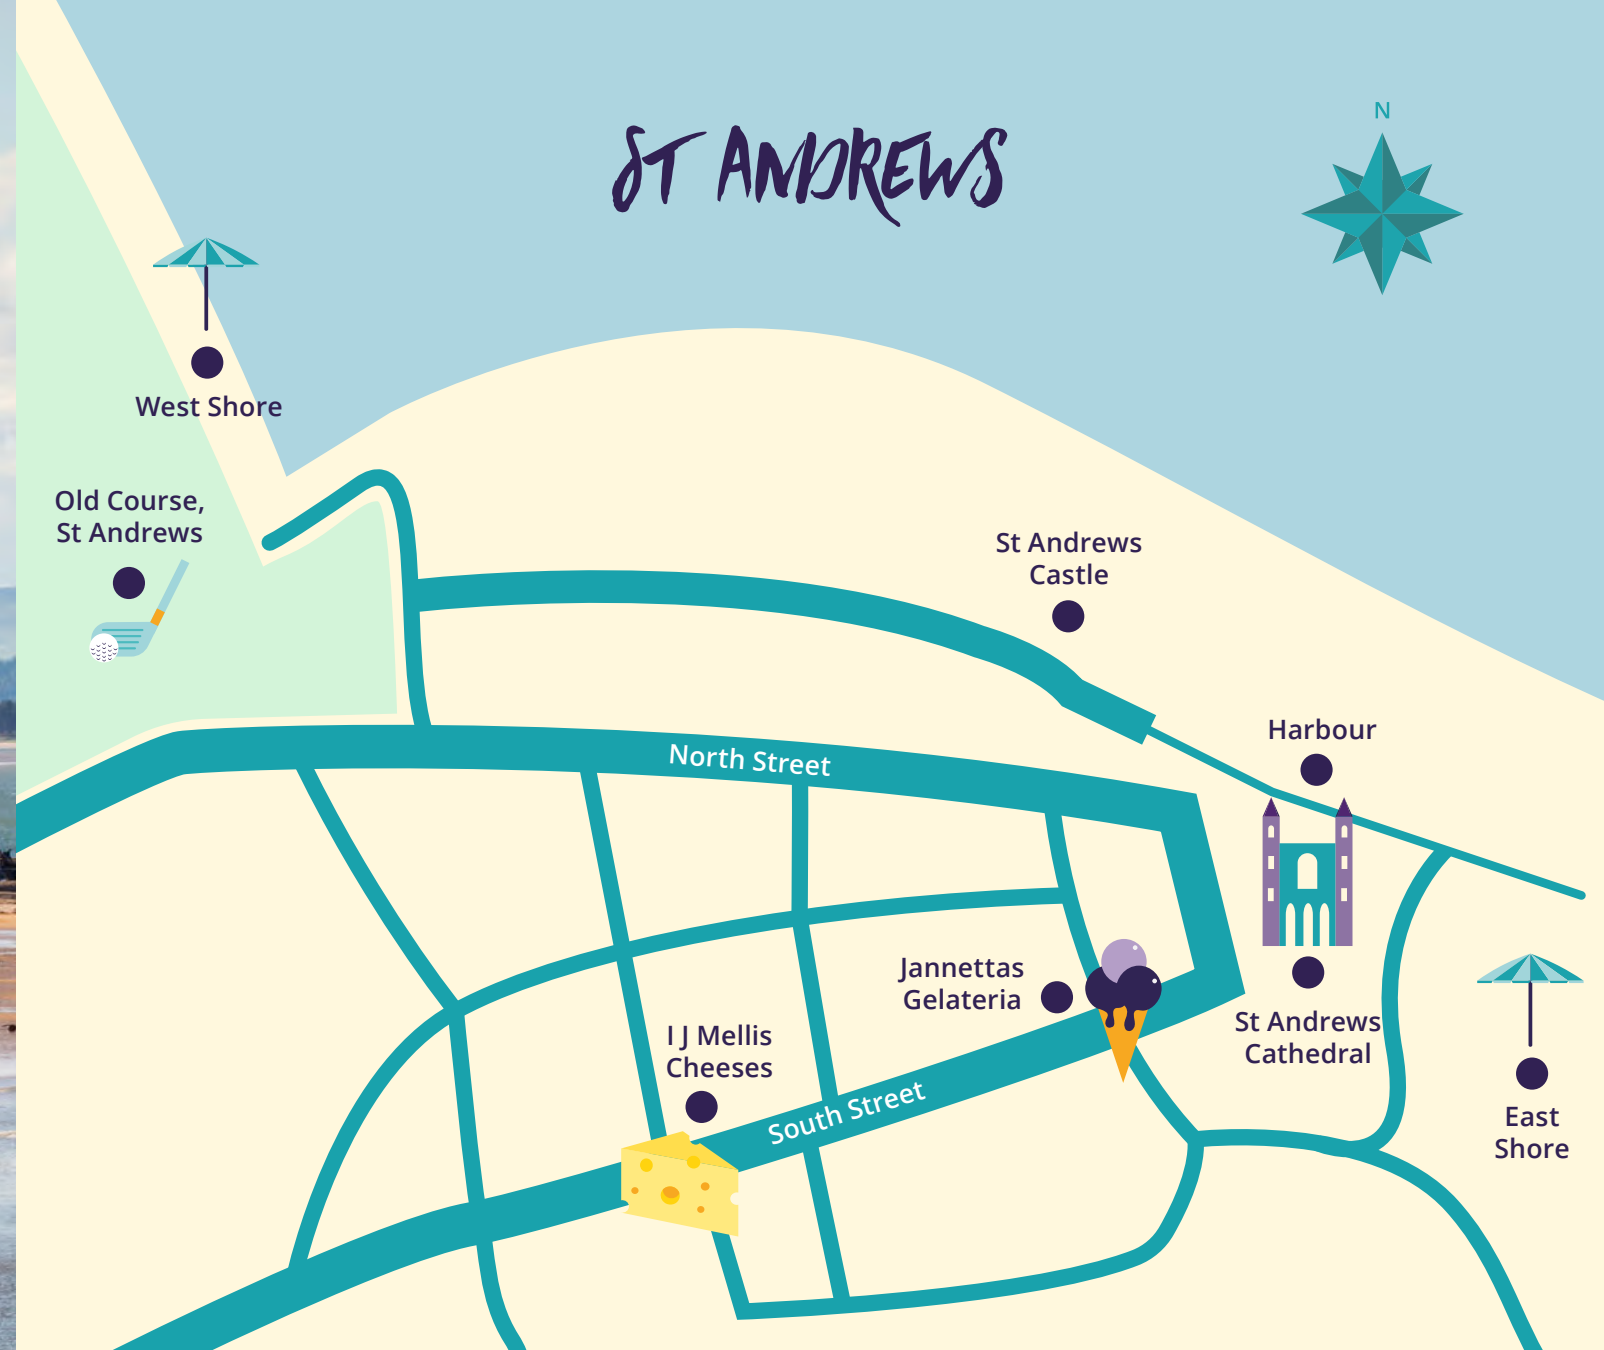 ST ANDREWS
N
West Shore
Old Course,
St Andrews
St Andrews
Castle
Harbour
North Street
Jannettas
Gelateria
I J Mellis
Cheeses
St Andrews
Cathedral
South Street
East
Shore